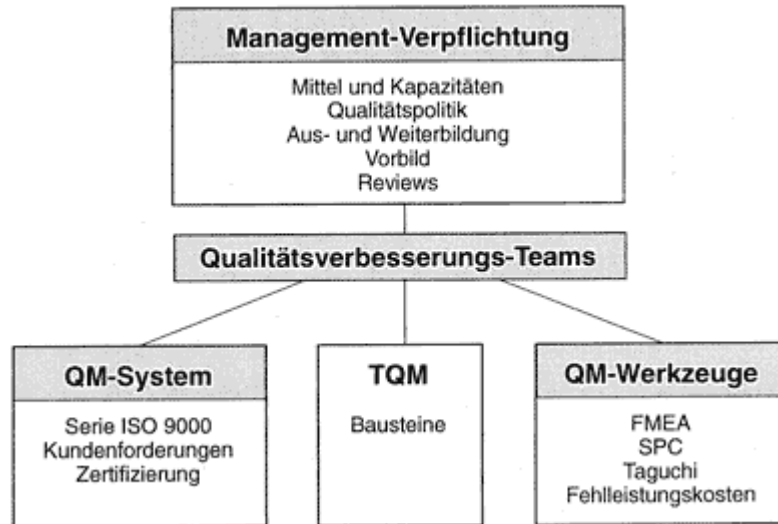 Management-Verpflichtung
Mittel und Kapazitäten
Qualitätspolitik
Aus- und Weiterbildung
Vorbild
Reviews
Qualitätsverbesserungs-Teams
QM-System
Serie ISO 9000
Kundenforderungen
Zertifizierung
TQM
Bausteine
QM-Werkzeuge
FMEA
SPC
Taguchi
Fehlleistungskosten